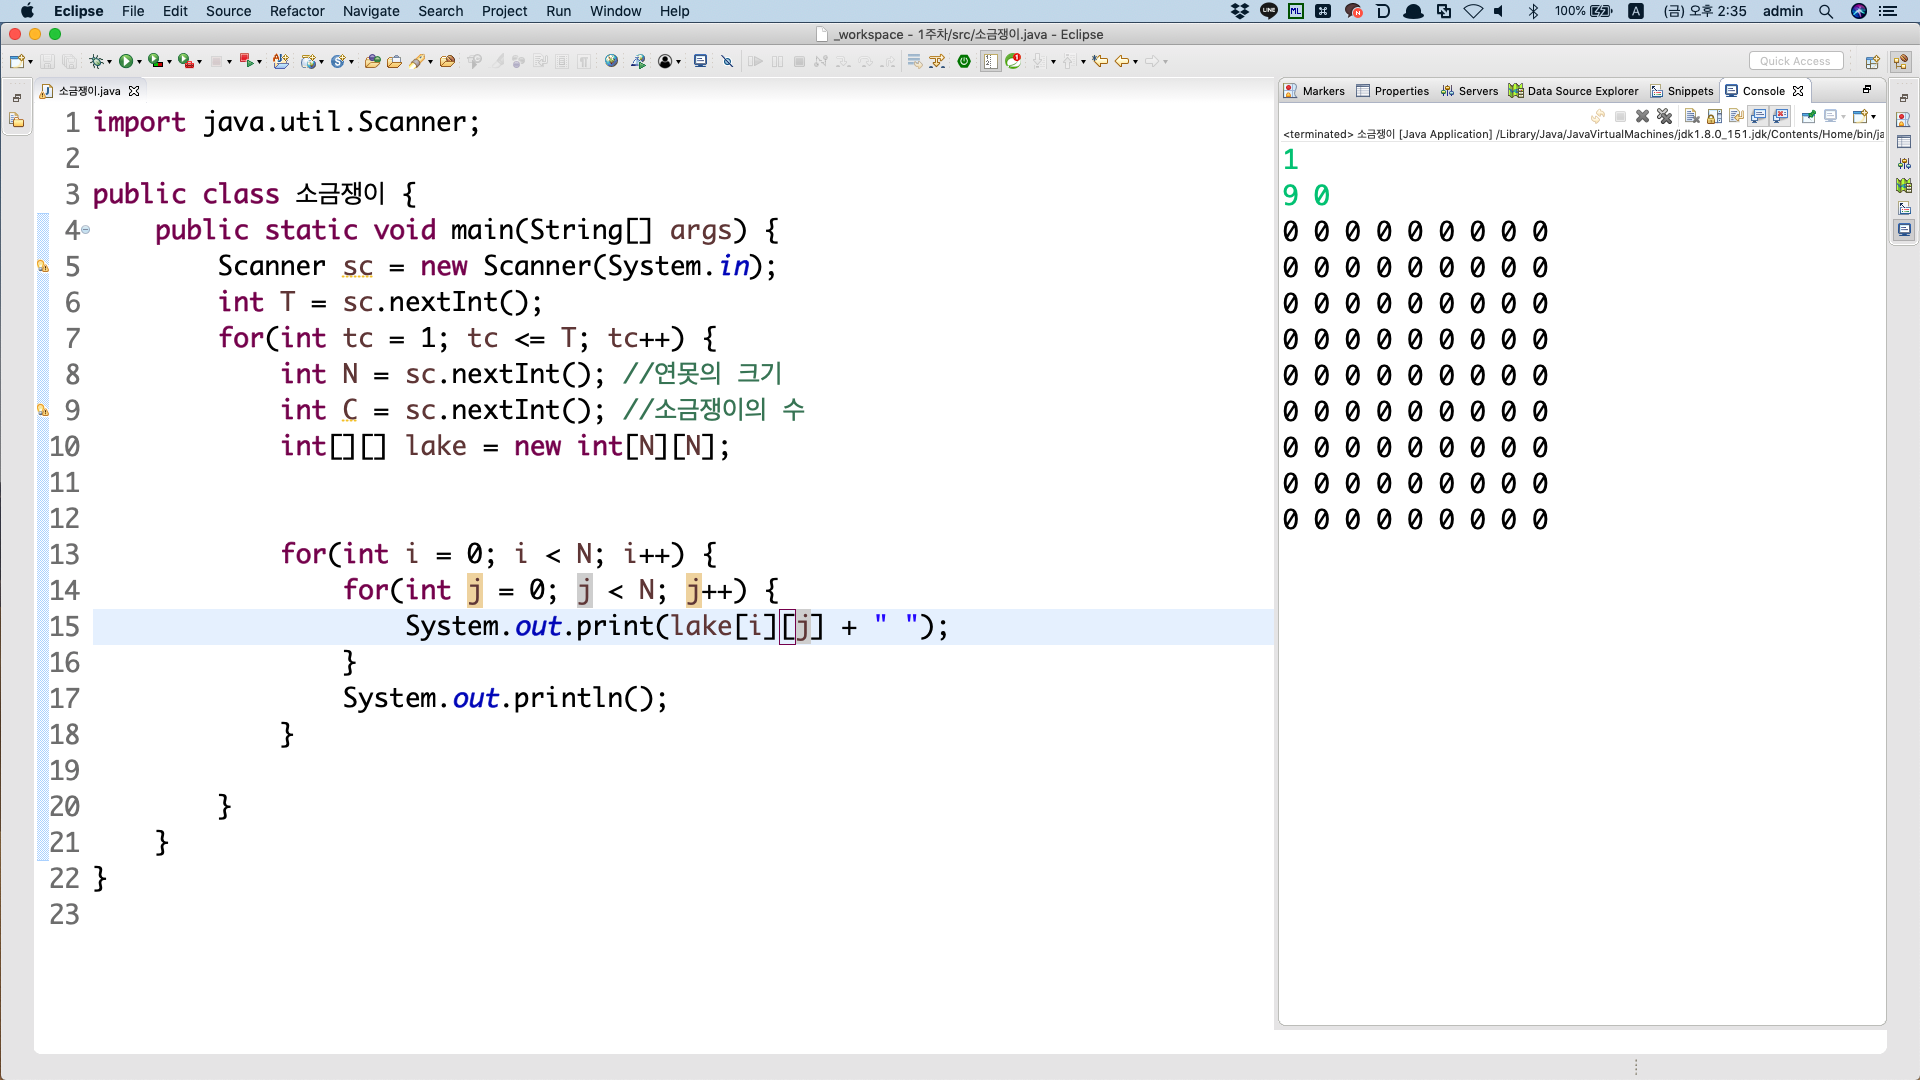 Eclipse File Edit Source Refactor Navigate Search Project Run Window Help 100% A (금) 오후 2:35 admin
_workspace - 1주차/src/소금쟁이.java - Eclipse
Quick Access
소금쟁이.java
1 import java.util.Scanner;
2
3 public class 소금쟁이 {
4 public static void main(String[] args) {
5 Scanner sc = new Scanner(System.in);
6 int T = sc.nextInt();
7 for(int tc = 1; tc <= T; tc++) {
8 int N = sc.nextInt(); //연못의 크기
9 int C = sc.nextInt(); //소금쟁이의 수
10 int[][] lake = new int[N][N];
11
12
13 for(int i = 0; i < N; i++) {
14 for(int j = 0; j < N; j++) {
15 System.out.print(lake[i][j] + " ");
16 }
17 System.out.println();
18 }
19
20 }
21 }
22 }
23
Markers Properties Servers Data Source Explorer Snippets Console
<terminated> 소금쟁이 [Java Application] /Library/Java/JavaVirtualMachines/jdk1.8.0_151.jdk/Contents/Home/bin/ja
1
9 0
0 0 0 0 0 0 0 0 0
0 0 0 0 0 0 0 0 0
0 0 0 0 0 0 0 0 0
0 0 0 0 0 0 0 0 0
0 0 0 0 0 0 0 0 0
0 0 0 0 0 0 0 0 0
0 0 0 0 0 0 0 0 0
0 0 0 0 0 0 0 0 0
0 0 0 0 0 0 0 0 0